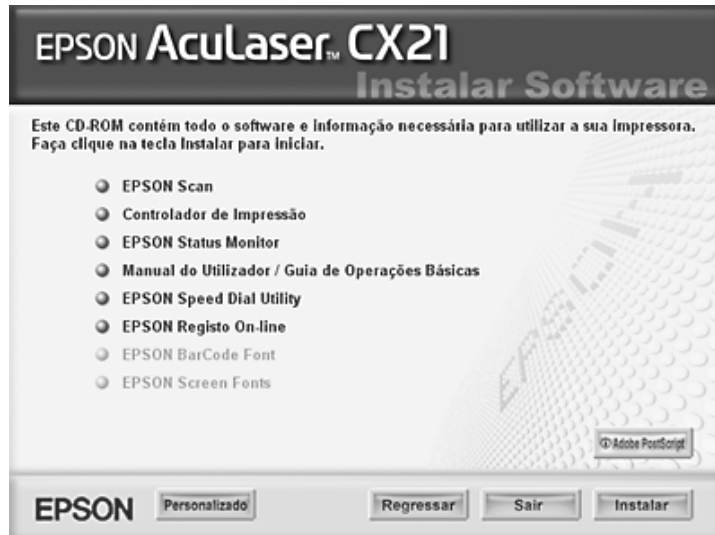 EPSON AcuLaser™ CX21
Instalar Software
Este CD-ROM contém todo o software e informação necessária para utilizar a sua impressora.
Faça clique na tecla Instalar para iniciar.
EPSON Scan
Controlador de Impressão
EPSON Status Monitor
Manual do Utilizador / Guia de Operações Básicas
EPSON Speed Dial Utility
EPSON Registo On-line
EPSON BarCode Font
EPSON Screen Fonts
EPSON
Adobe PostScript
EPSON
Personalizado
Regressar
Sair
Instalar